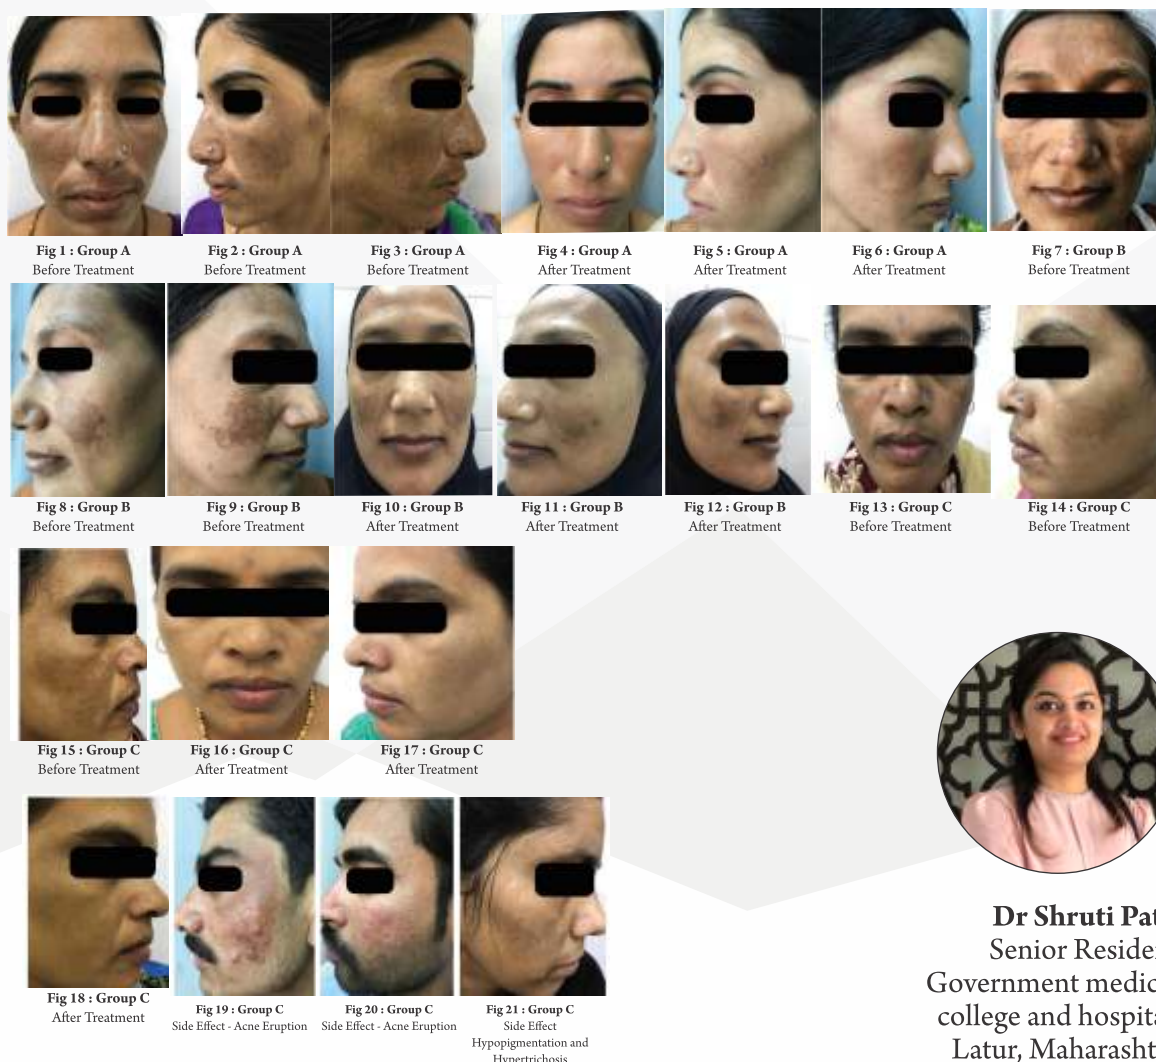 Fig 1 : Group A
Before Treatment
Fig 2 : Group A
Before Treatment
Fig 3 : Group A
Before Treatment
Fig 4 : Group A
After Treatment
Fig 5 : Group A
After Treatment
Fig 6 : Group A
After Treatment
Fig 7 : Group B
Before Treatment
Fig 8 : Group B
Before Treatment
Fig 9 : Group B
Before Treatment
Fig 10 : Group B
After Treatment
Fig 11 : Group B
After Treatment
Fig 12 : Group B
After Treatment
Fig 13 : Group C
Before Treatment
Fig 14 : Group C
Before Treatment
Fig 15 : Group C
Before Treatment
Fig 16 : Group C
After Treatment
Fig 17 : Group C
After Treatment
Fig 18 : Group C
After Treatment
Fig 19 : Group C
Side Effect - Acne Eruption
Fig 20 : Group C
Side Effect - Acne Eruption
Fig 21 : Group C
Side Effect
Hypopigmentation and
Hypertrichosis
Dr Shruti
Senior
Government
college and
Latur,